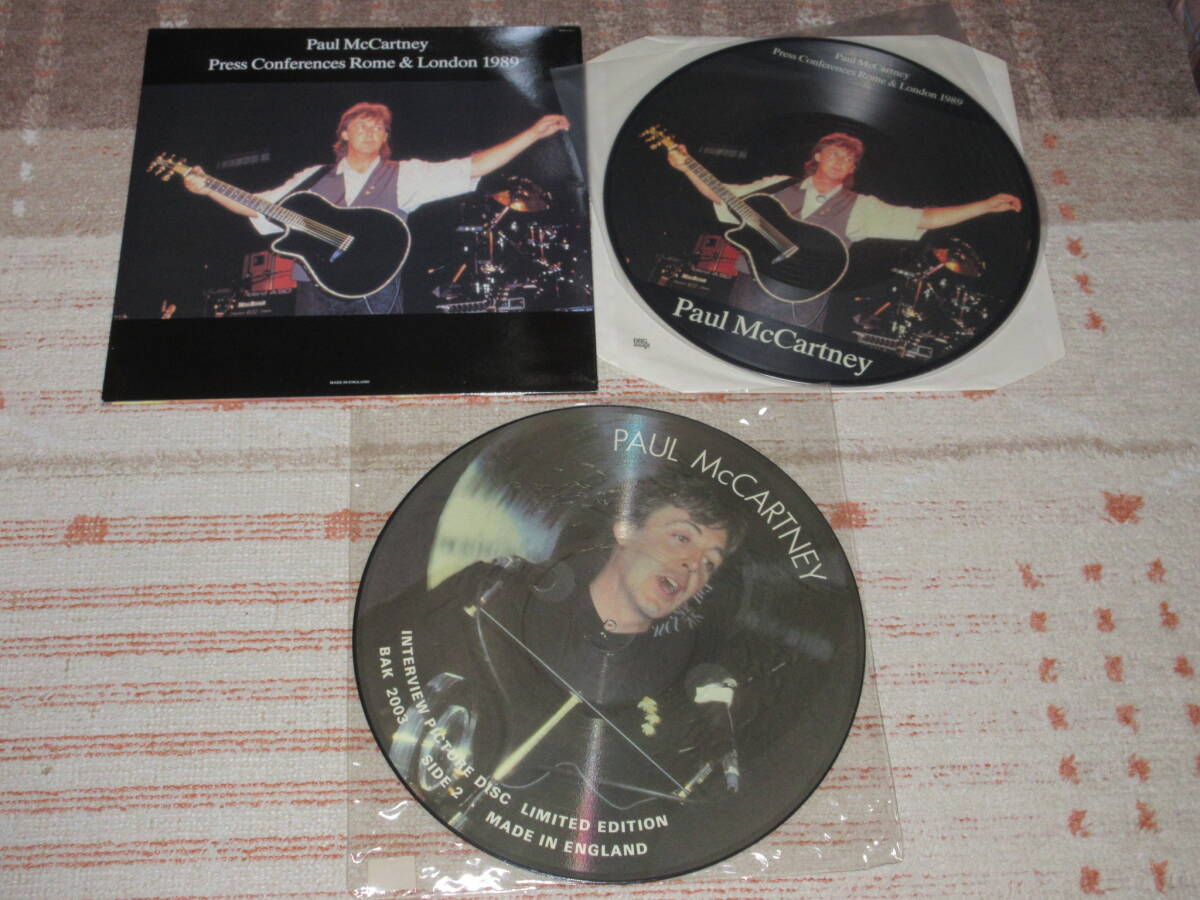 Paul McCartney
Press Conferences Rome & London 1989
MADE IN ENGLAND
Paul McCartney
Press Conferences Rome & London 1989
Paul McCartney
PAUL McCARTNEY
INTERVIEW PICTURE DISC LIMITED EDITION
BAK 2003 SIDE 2 MADE IN ENGLAND